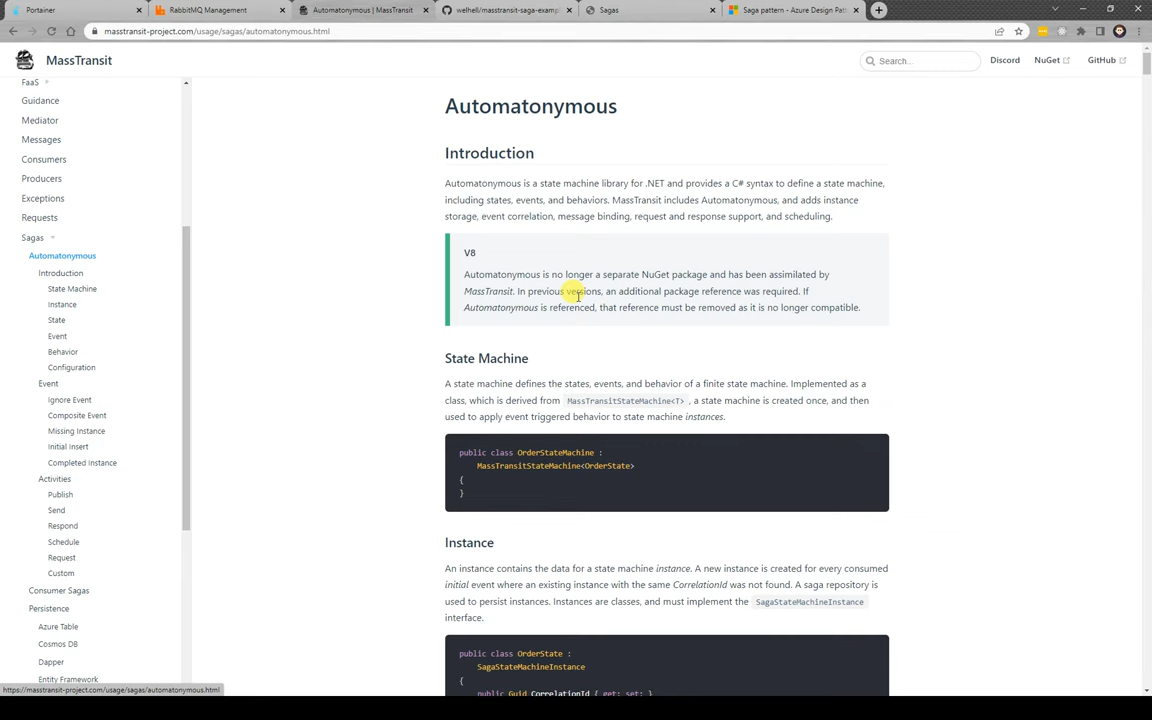 Portainer
RabbitMQ Management
Automatonymous | MassTransit
welhell/masstransit-saga-exampl
Sagas
Saga pattern - Azure Design Patt
masstransit-project.com/usage/sagas/automatonymous.html
MassTransit
Search...
Discord
NuGet
GitHub
FaaS
Guidance
Mediator
Messages
Consumers
Producers
Exceptions
Requests
Sagas
Automatonymous
Introduction
State Machine
Instance
State
Event
Behavior
Configuration
Event
Ignore Event
Composite Event
Missing Instance
Initial Insert
Completed Instance
Activities
Publish
Send
Respond
Schedule
Request
Custom
Consumer Sagas
Persistence
Azure Table
Cosmos DB
Dapper
Entity Framework
https://masstransit-project.com/usage/sagas/automatonymous.html
Automatonymous
Introduction
Automatonymous is a state machine library for .NET and provides a C# syntax to define a state machine,
including states, events, and behaviors. MassTransit includes Automatonymous, and adds instance
storage, event correlation, message binding, request and response support, and scheduling.
V8
Automatonymous is no longer a separate NuGet package and has been assimilated by
MassTransit. In previous versions, an additional package reference was required. If
Automatonymous is referenced, that reference must be removed as it is no longer compatible.
State Machine
A state machine defines the states, events, and behavior of a finite state machine. Implemented as a
class, which is derived from MassTransitStateMachine<T>, a state machine is created once, and then
used to apply event triggered behavior to state machine instances.
public class OrderStateMachine :
MassTransitStateMachine<OrderState>
{
}
Instance
An instance contains the data for a state machine instance. A new instance is created for every consumed
initial event where an existing instance with the same CorrelationId was not found. A saga repository is
used to persist instances. Instances are classes, and must implement the SagaStateMachineInstance
interface.
public class OrderState :
SagaStateMachineInstance
{
public Guid CorrelationId { get; set; }